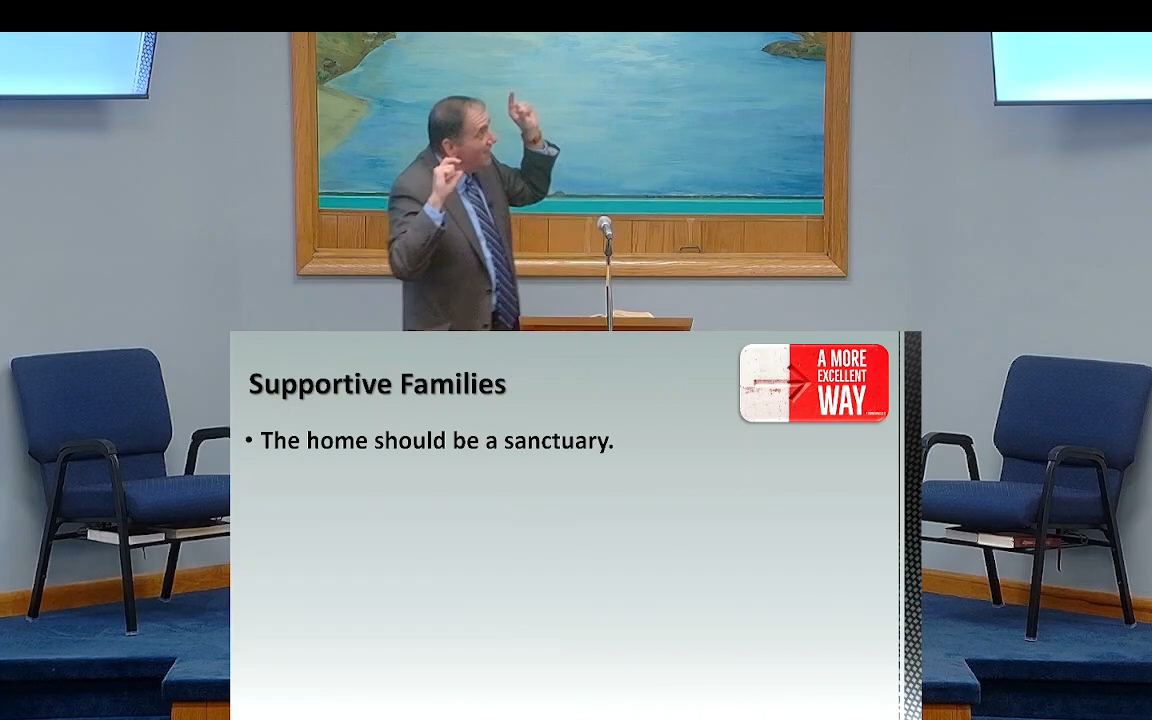 Supportive Families
• The home should be a sanctuary.
A MORE
EXCELLENT
WAY